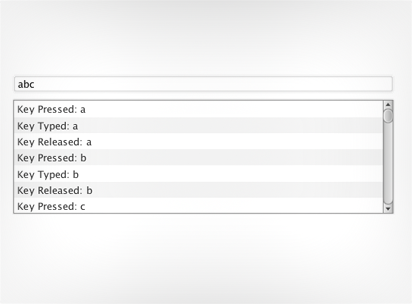 abc
Key Pressed: a
Key Typed: a
Key Released: a
Key Pressed: b
Key Typed: b
Key Released: b
Key Pressed: c